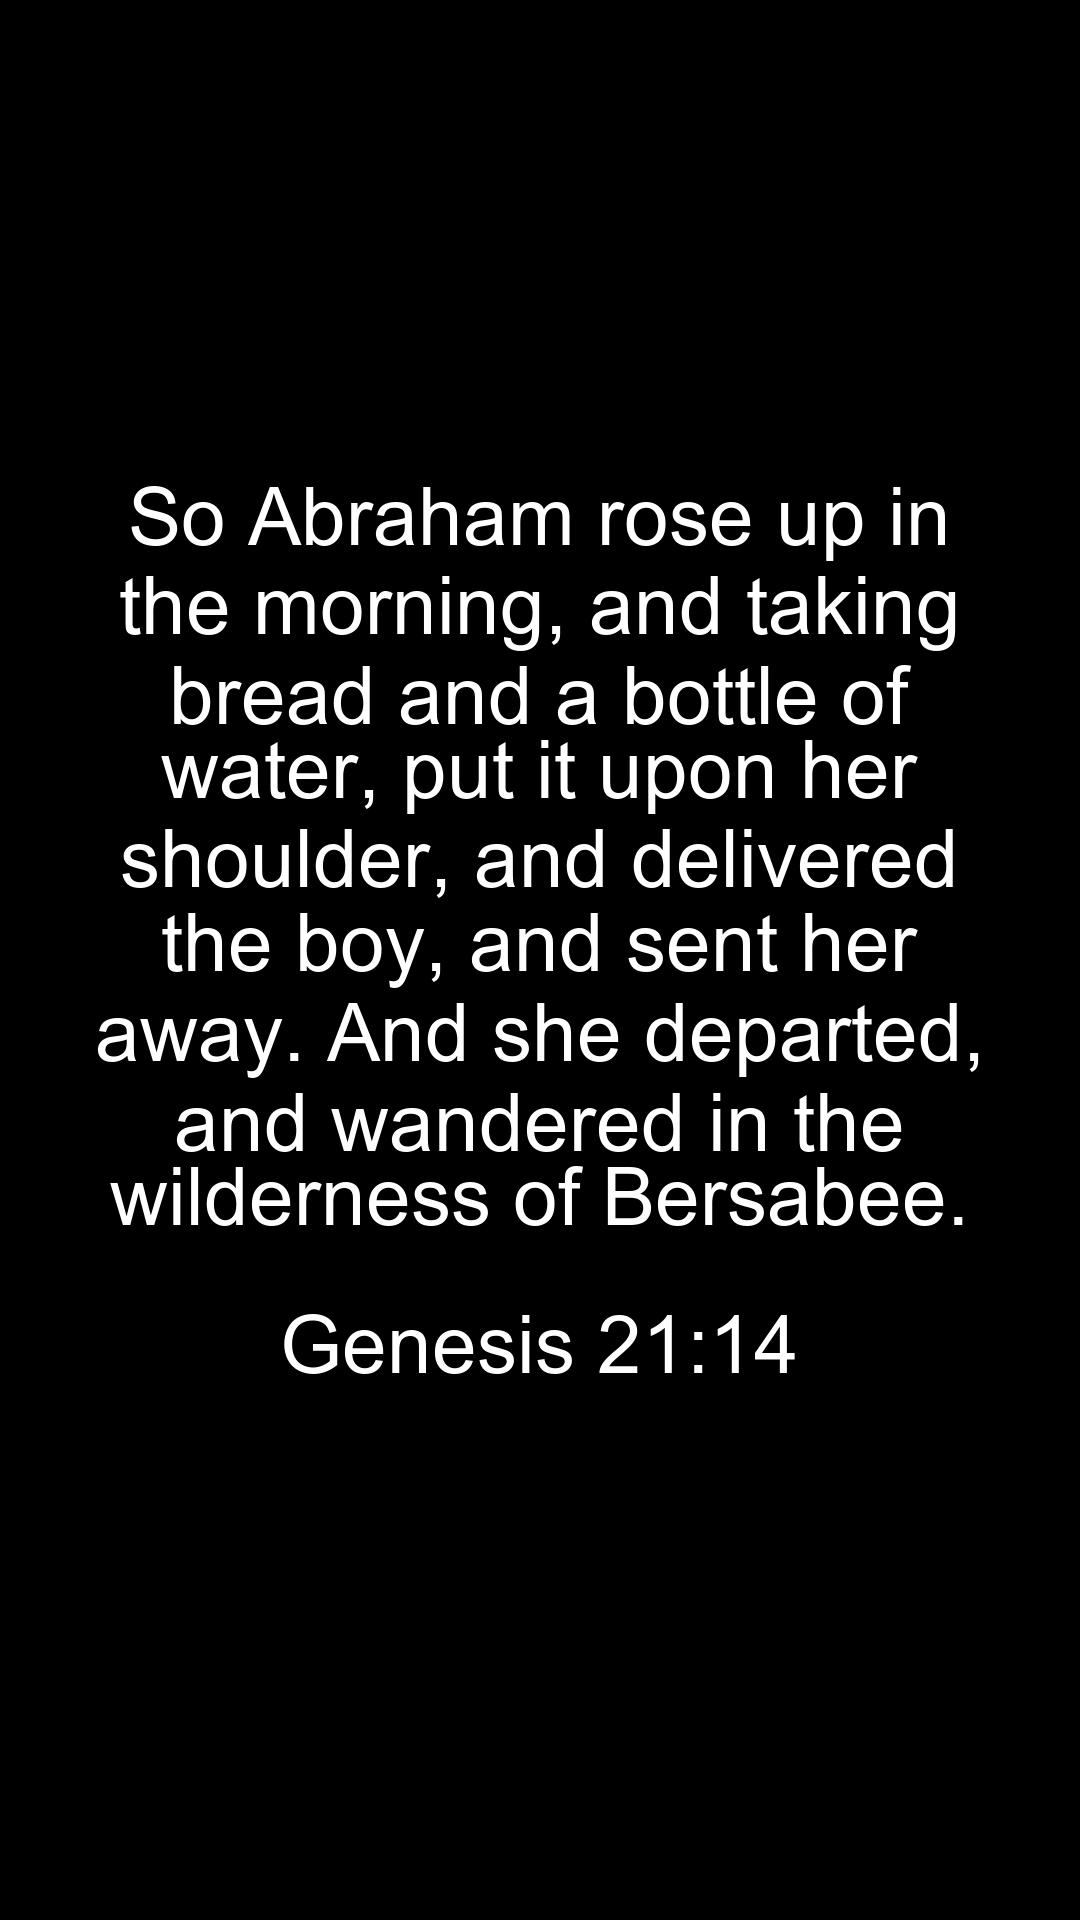 So Abraham rose up in
the morning, and taking
bread and a bottle of
water, put it upon her
shoulder, and delivered
the boy, and sent her
away. And she departed,
and wandered in the
wilderness of Bersabee.
Genesis 21:14